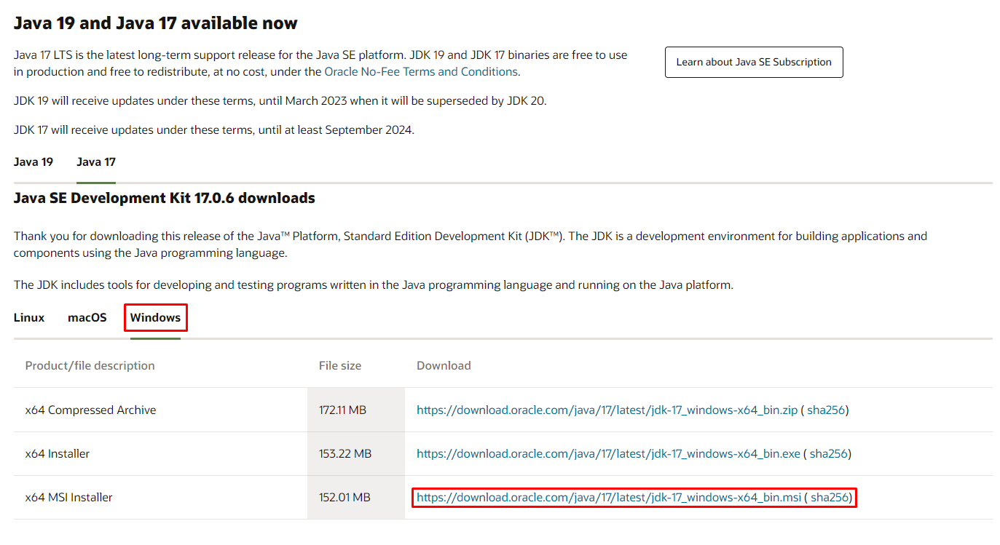 Java 19 and Java 17 available now
Java 17 LTS is the latest long-term support release for the Java SE platform. JDK 19 and JDK 17 binaries are free to use
in production and free to redistribute, at no cost, under the Oracle No-Fee Terms and Conditions.
Learn about Java SE Subscription
JDK 19 will receive updates under these terms, until March 2023 when it will be superseded by JDK 20.
JDK 17 will receive updates under these terms, until at least September 2024.
Java 19 Java 17
Java SE Development Kit 17.0.6 downloads
Thank you for downloading this release of the Java™ Platform, Standard Edition Development Kit (JDK™). The JDK is a development environment for building applications and
components using the Java programming language.
The JDK includes tools for developing and testing programs written in the Java programming language and running on the Java platform.
Linux macOS Windows
Product/file description File size Download
x64 Compressed Archive 172.11 MB https://download.oracle.com/java/17/latest/jdk-17_windows-x64_bin.zip ( sha256)
x64 Installer 153.22 MB https://download.oracle.com/java/17/latest/jdk-17_windows-x64_bin.exe ( sha256)
x64 MSI Installer 152.01 MB https://download.oracle.com/java/17/latest/jdk-17_windows-x64_bin.msi ( sha256)